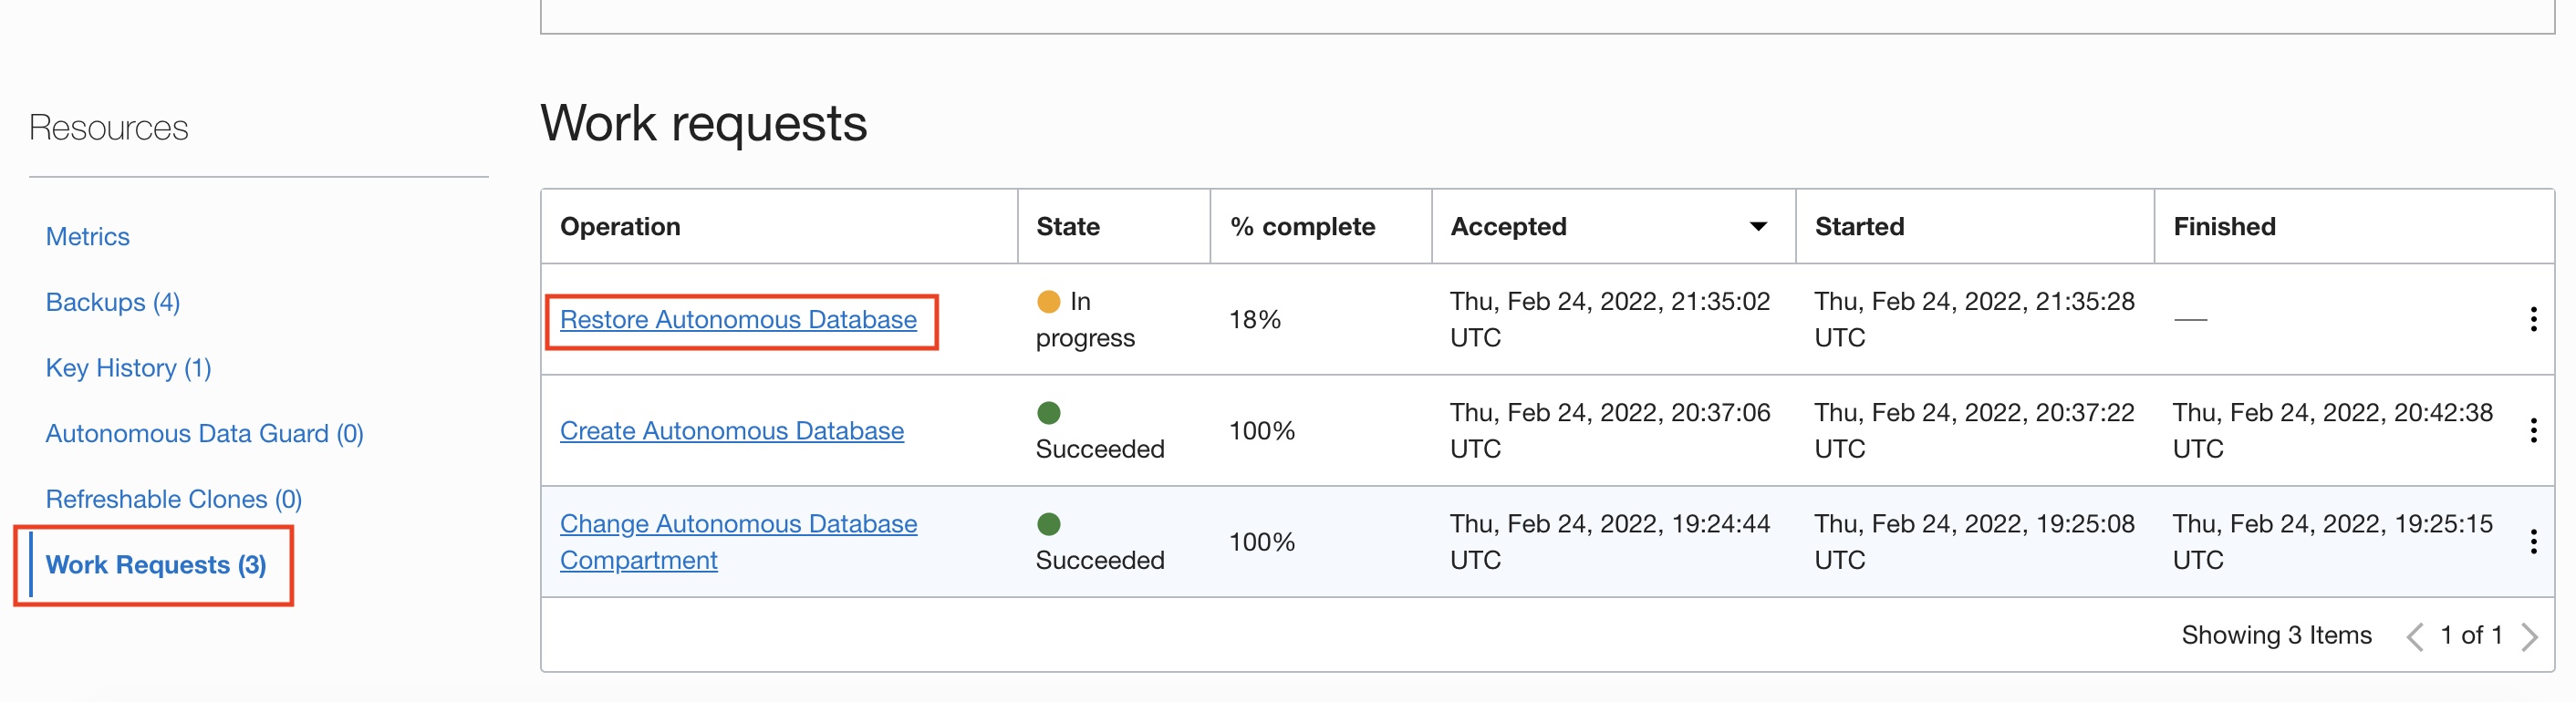 Resources
Metrics
Backups (4)
Key History (1)
Autonomous Data Guard (0)
Refreshable Clones (0)
Work Requests (3)
Work requests
Operation State % complete Accepted Started Finished
Restore Autonomous Database In progress 18% Thu, Feb 24, 2022, 21:35:02 UTC Thu, Feb 24, 2022, 21:35:28 UTC —
Create Autonomous Database Succeeded 100% Thu, Feb 24, 2022, 20:37:06 UTC Thu, Feb 24, 2022, 20:37:22 UTC Thu, Feb 24, 2022, 20:42:38 UTC
Change Autonomous Database Compartment Succeeded 100% Thu, Feb 24, 2022, 19:24:44 UTC Thu, Feb 24, 2022, 19:25:08 UTC Thu, Feb 24, 2022, 19:25:15 UTC
Showing 3 Items 1 of 1